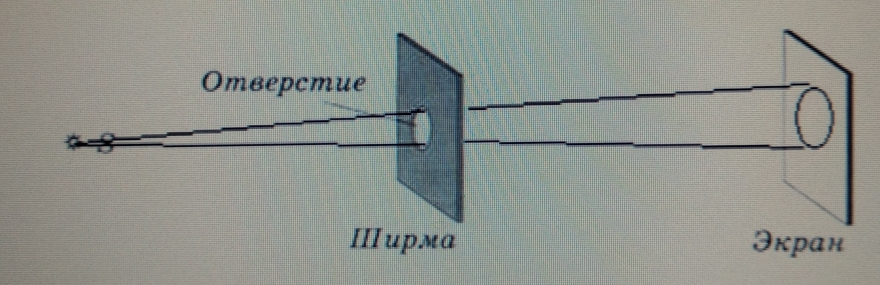 Отверстие
S
Ширма
Экран